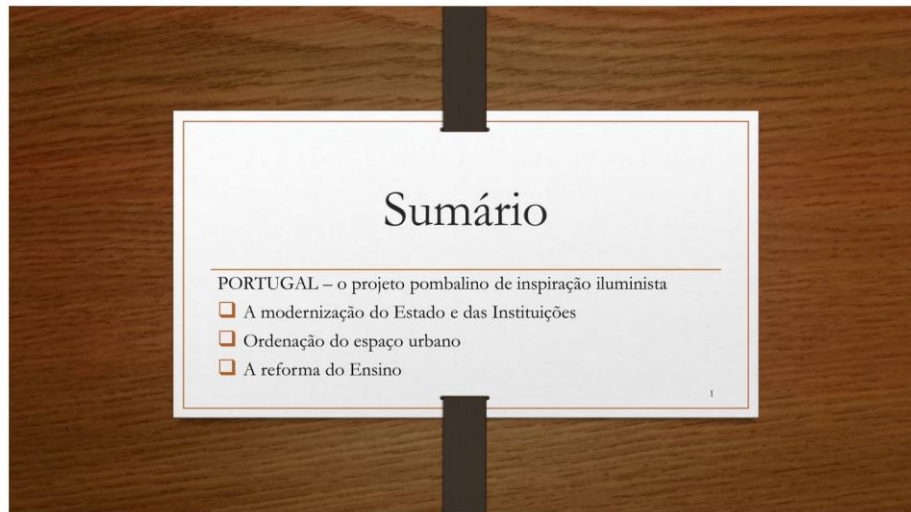 Sumário
PORTUGAL – o projeto pombalino de inspiração iluminista
A modernização do Estado e das Instituições
Ordenação do espaço urbano
A reforma do Ensino
1